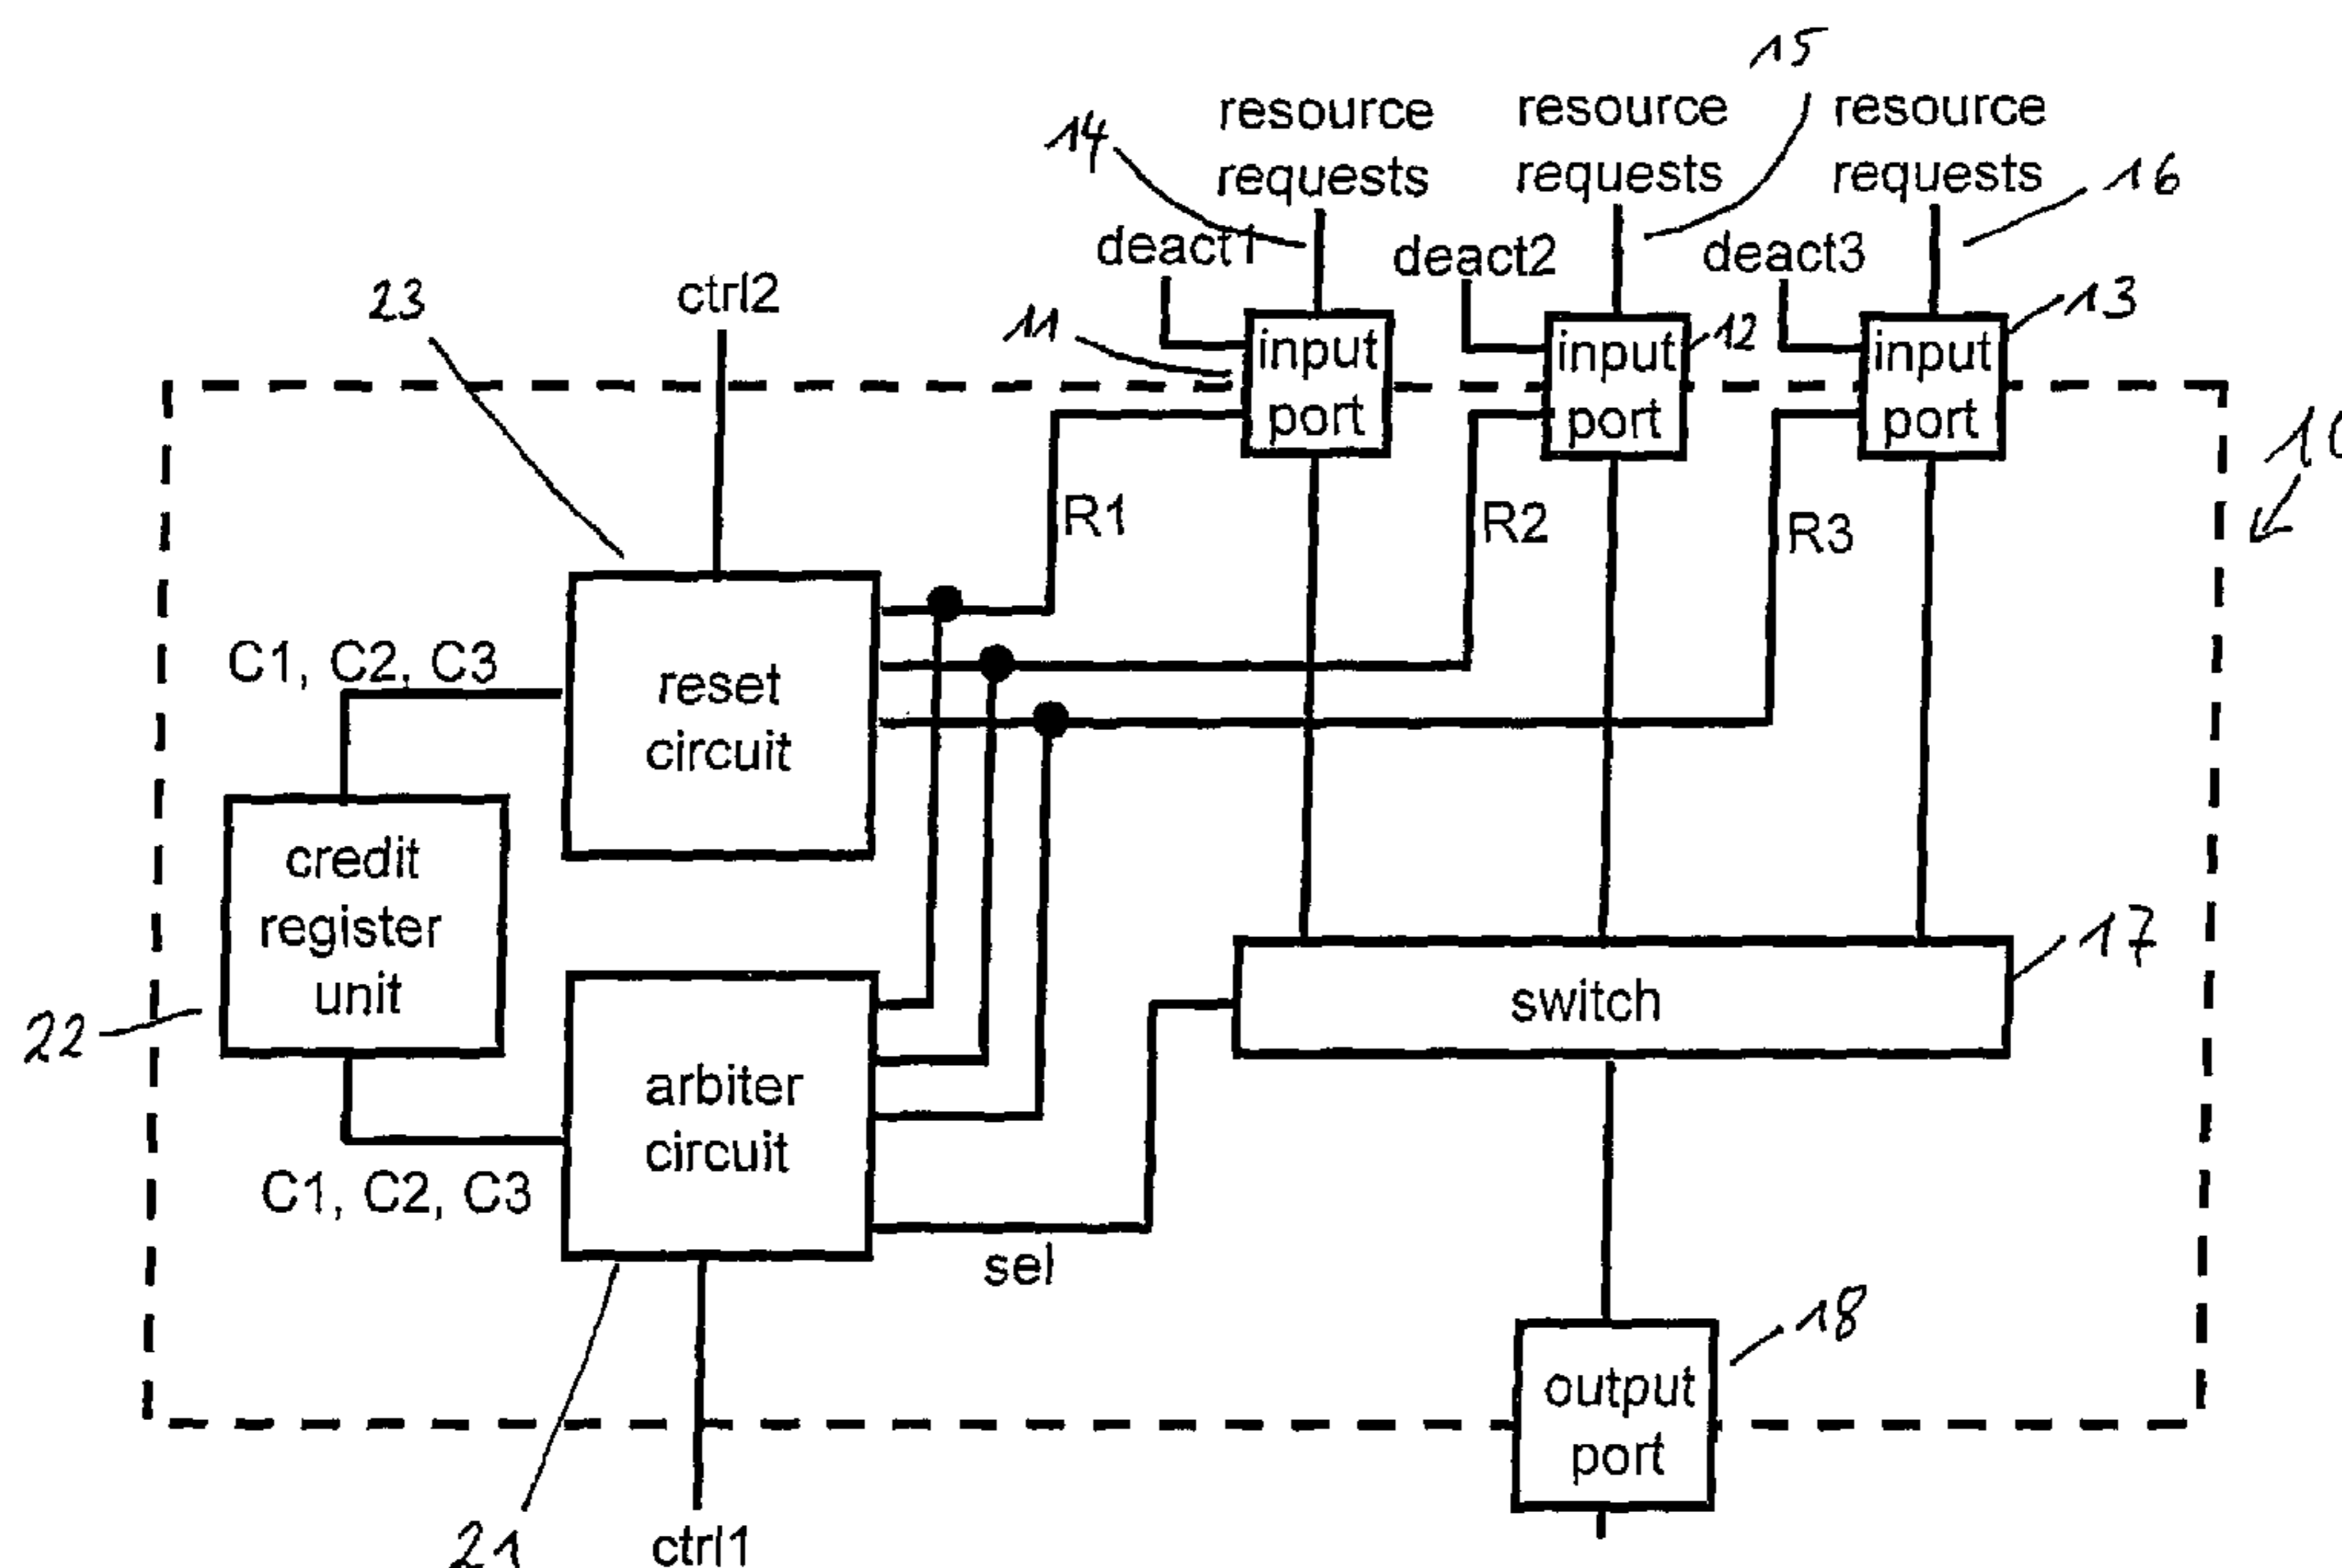 15
resource
requests
resource
requests
resource
requests
14
16
deact1
deact2
deact3
23
ctrl2
11
input
port
12
input
port
13
input
port
10
R1
R2
R3
C1, C2, C3
reset
circuit
credit
register
unit
22
17
switch
arbiter
circuit
C1, C2, C3
sel
18
output
port
21
ctrl1